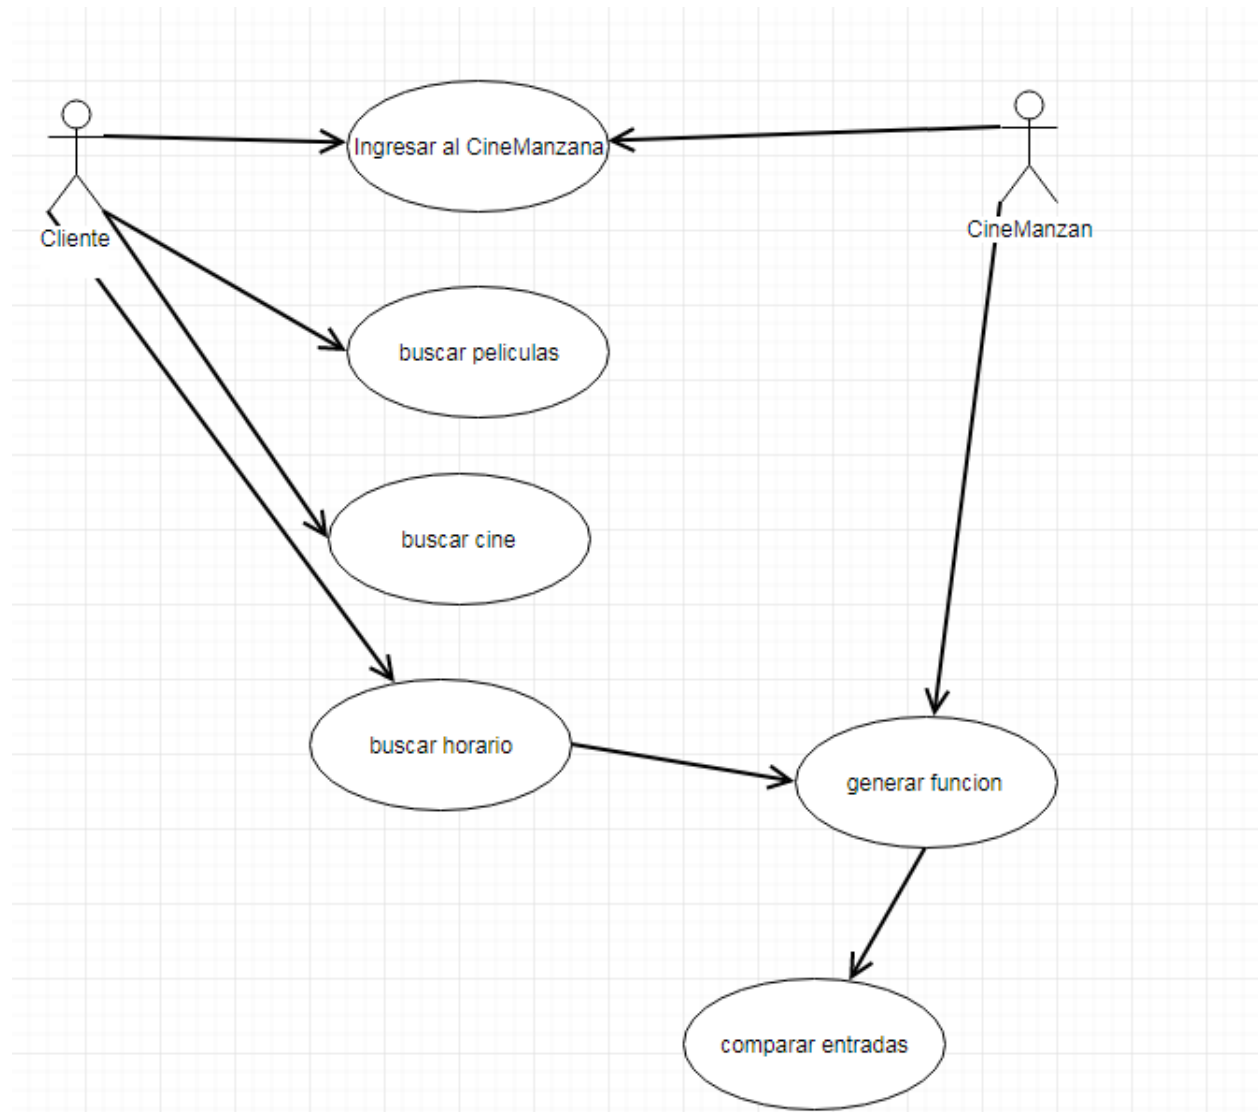 Ingresar al CineManzana
Cliente
CineManzan
buscar peliculas
buscar cine
buscar horario
generar funcion
comparar entradas